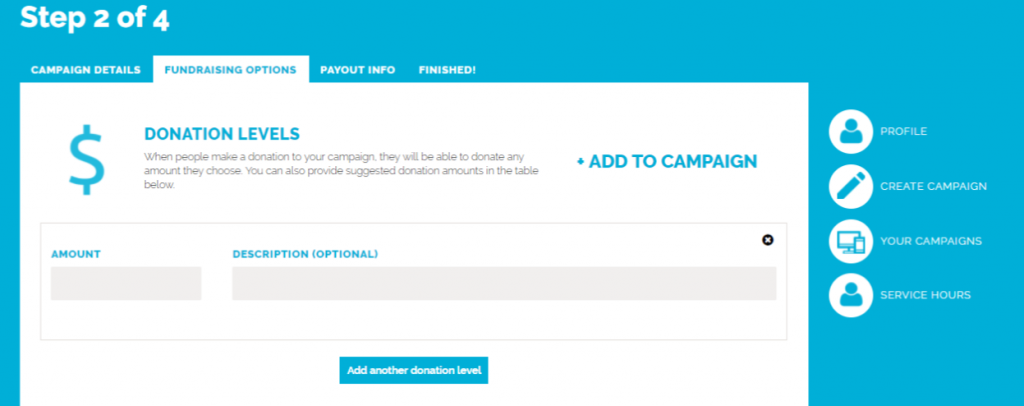 Step 2 of 4
CAMPAIGN DETAILS FUNDRAISING OPTIONS PAYOUT INFO FINISHED!
$
DONATION LEVELS
When people make a donation to your campaign, they will be able to donate any
amount they choose. You can also provide suggested donation amounts in the table
below.
+ ADD TO CAMPAIGN
AMOUNT DESCRIPTION (OPTIONAL)
Add another donation level
PROFILE
CREATE CAMPAIGN
YOUR CAMPAIGNS
SERVICE HOURS